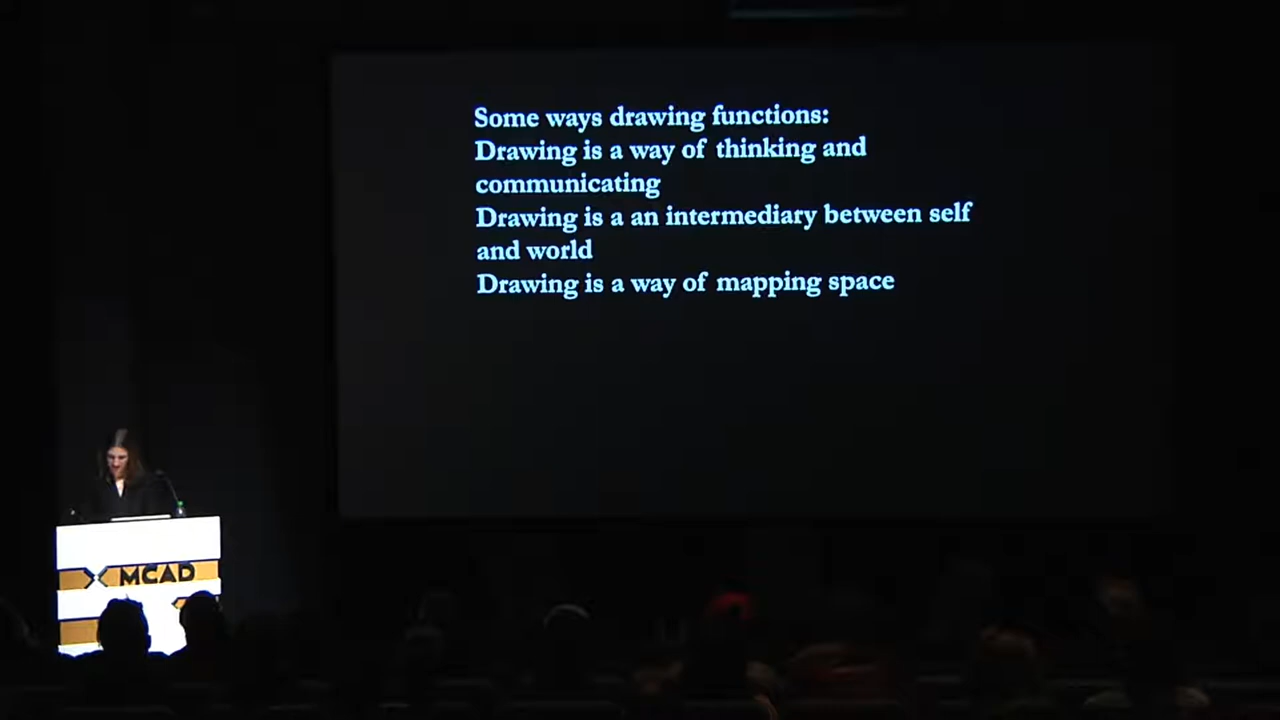 Some ways drawing functions:
Drawing is a way of thinking and
communicating
Drawing is a an intermediary between self
and world
Drawing is a way of mapping space
MCAD